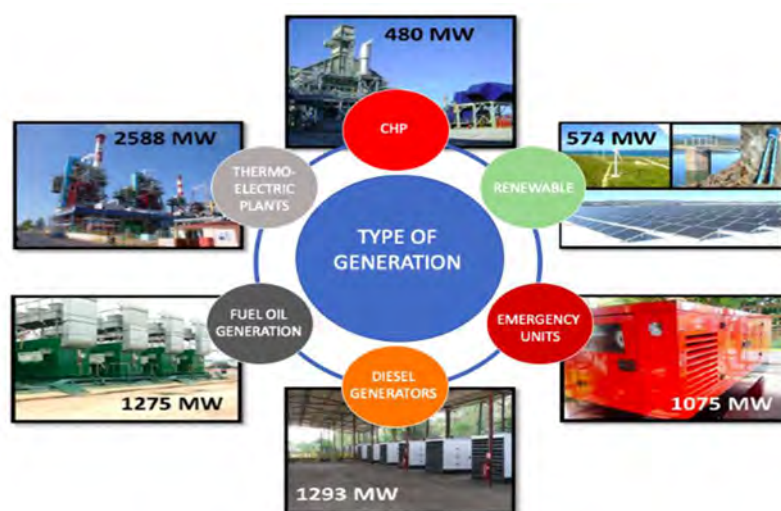 480 MW
CHP
2588 MW
THERMO-
ELECTRIC
PLANTS
574 MW
RENEWABLE
TYPE OF
GENERATION
FUEL OIL
GENERATION
1275 MW
EMERGENCY
UNITS
1075 MW
DIESEL
GENERATORS
1293 MW